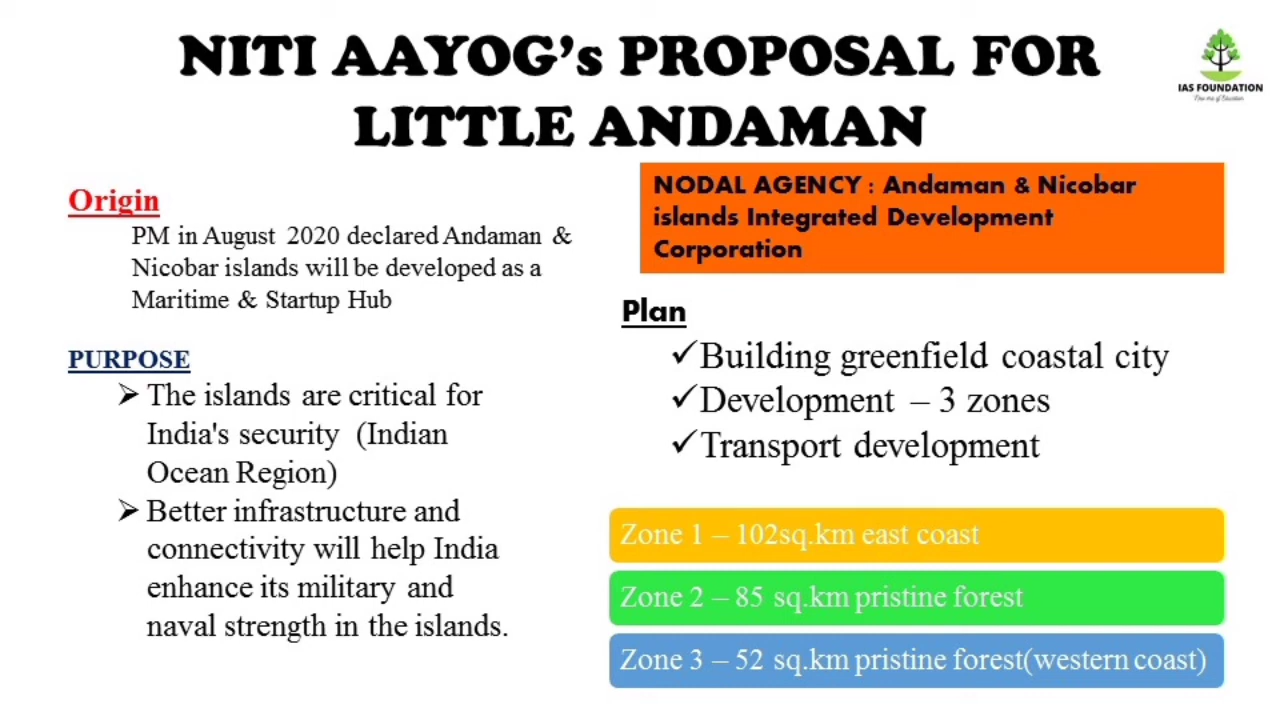 NITI AAYOG's PROPOSAL FOR
LITTLE ANDAMAN
IAS FOUNDATION
Origin
PM in August 2020 declared Andaman &
Nicobar islands will be developed as a
Maritime & Startup Hub
PURPOSE
➢ The islands are critical for
India's security (Indian
Ocean Region)
➢ Better infrastructure and
connectivity will help India
enhance its military and
naval strength in the islands.
NODAL AGENCY : Andaman & Nicobar
islands Integrated Development
Corporation
Plan
✓Building greenfield coastal city
✓Development – 3 zones
✓Transport development
Zone 1 – 102sq.km east coast
Zone 2 – 85 sq.km pristine forest
Zone 3 – 52 sq.km pristine forest(western coast)